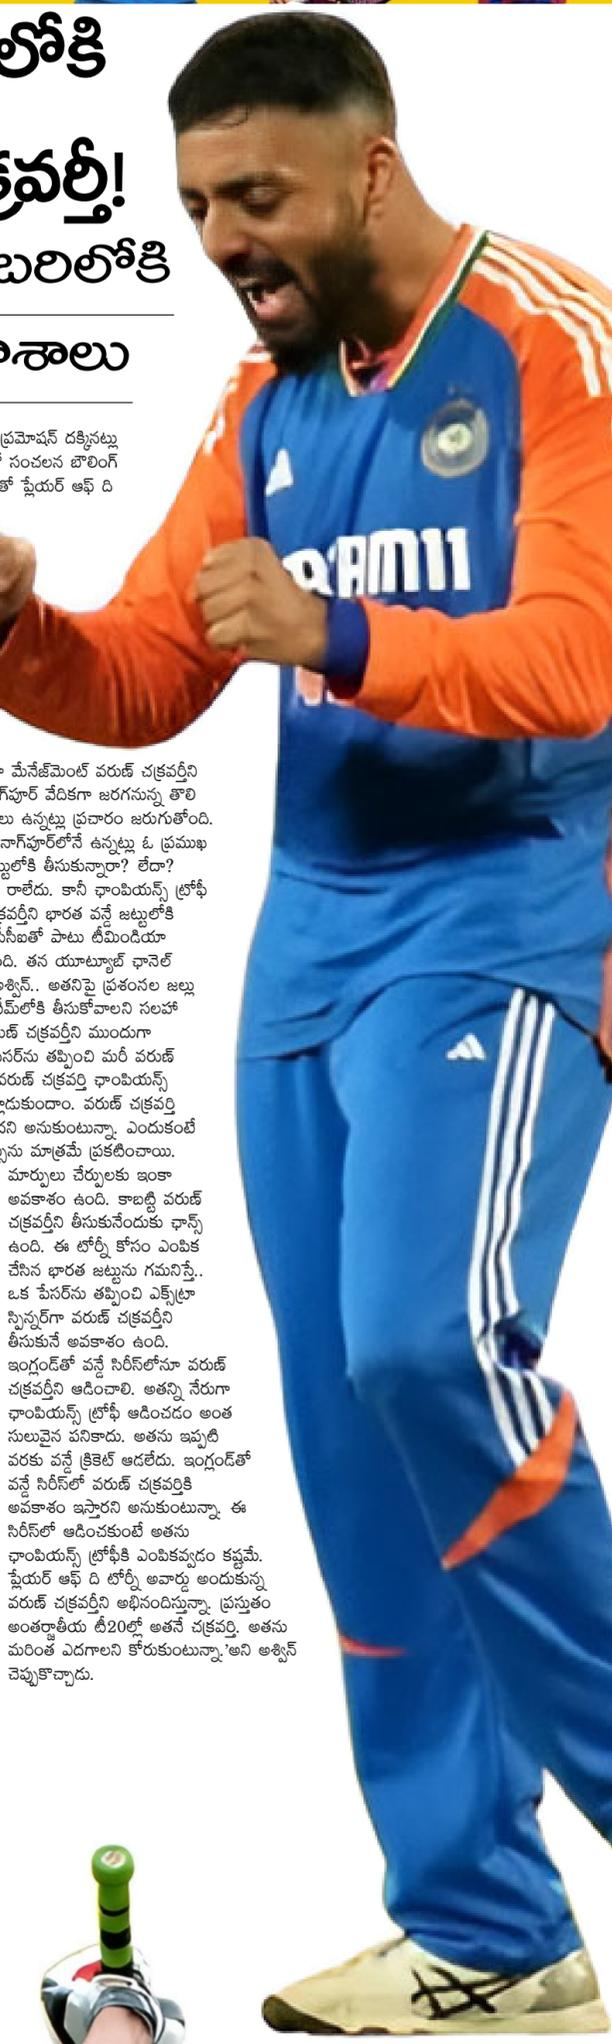 లోకి
క్రవర్తీ!
బరిలోకి
ాశాలు
ప్రమోషన్ దక్కినట్లు
సంచలన బౌలింగ్
తో ప్లేయర్ ఆఫ్ ది
DREAM11
మేనేజ్‌మెంట్ వరుణ్ చక్రవర్తీని
గ్‌పూర్ వేదికగా జరగనున్న తొలి
లు ఉన్నట్లు ప్రచారం జరుగుతోంది.
నాగ్‌పూర్‌లోనే ఉన్నట్లు ఓ ప్రముఖ
ట్టులోకి తీసుకున్నారా? లేదా?
రాలేదు. కానీ ఛాంపియన్స్ ట్రోఫీ
క్రవర్తీని భారత వన్డే జట్టులోకి
సీసీఐతో పాటు టీమిండియా
ంది. తన యూట్యూబ్ ఛానెల్
అశ్విన్.. అతనిపై ప్రశంసల జల్లు
టీమ్‌లోకి తీసుకోవాలని సలహా
ుణ్ చక్రవర్తీని ముందుగా
ేసర్‌ను తప్పించి మరీ వరుణ్
వరుణ్ చక్రవర్తి ఛాంపియన్స్
్లాడుకుందాం. వరుణ్ చక్రవర్తి
దని అనుకుంటున్నా. ఎందుకంటే
్లను మాత్రమే ప్రకటించాయి.
మార్పులు చేర్పులకు ఇంకా
అవకాశం ఉంది. కాబట్టి వరుణ్
చక్రవర్తీని తీసుకునేందుకు ఛాన్స్
ఉంది. ఈ టోర్నీ కోసం ఎంపిక
చేసిన భారత జట్టును గమనిస్తే..
ఒక పేసర్‌ను తప్పించి ఎక్స్‌ట్రా
స్పిన్నర్‌గా వరుణ్ చక్రవర్తీని
తీసుకునే అవకాశం ఉంది.
ఇంగ్లండ్‌తో వన్డే సిరీస్‌లోనూ వరుణ్
చక్రవర్తీని ఆడించాలి. అతన్ని నేరుగా
ఛాంపియన్స్ ట్రోఫీ ఆడించడం అంత
సులువైన పనికాదు. అతను ఇప్పటి
వరకు వన్డే క్రికెట్ ఆడలేదు. ఇంగ్లండ్‌తో
వన్డే సిరీస్‌లో వరుణ్ చక్రవర్తికి
అవకాశం ఇస్తారని అనుకుంటున్నా. ఈ
సిరీస్‌లో ఆడించకుంటే అతను
ఛాంపియన్స్ ట్రోఫీకి ఎంపికవ్వడం కష్టమే.
ప్లేయర్ ఆఫ్ ది టోర్నీ అవార్డు అందుకున్న
వరుణ్ చక్రవర్తీని అభినందిస్తున్నా. ప్రస్తుతం
అంతర్జాతీయ టీ20ల్లో అతనే చక్రవర్తి. అతను
మరింత ఎదగాలని కోరుకుంటున్నా.'అని అశ్విన్
చెప్పుకొచ్చాడు.